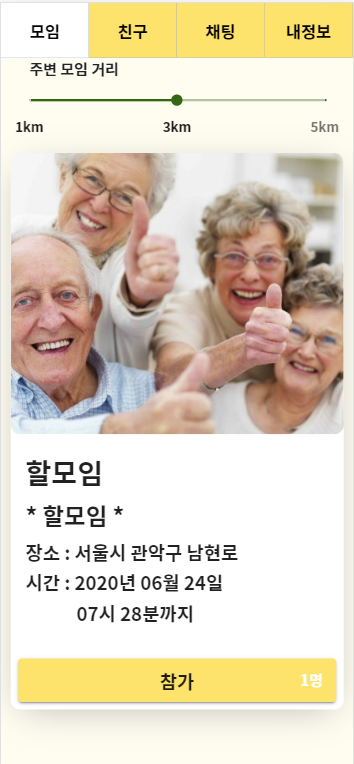 모임 친구 채팅 내정보
주변 모임 거리
1km 3km 5km
할모임
* 할모임 *
장소 : 서울시 관악구 남현로
시간 : 2020년 06월 24일
07시 28분까지
참가 1명